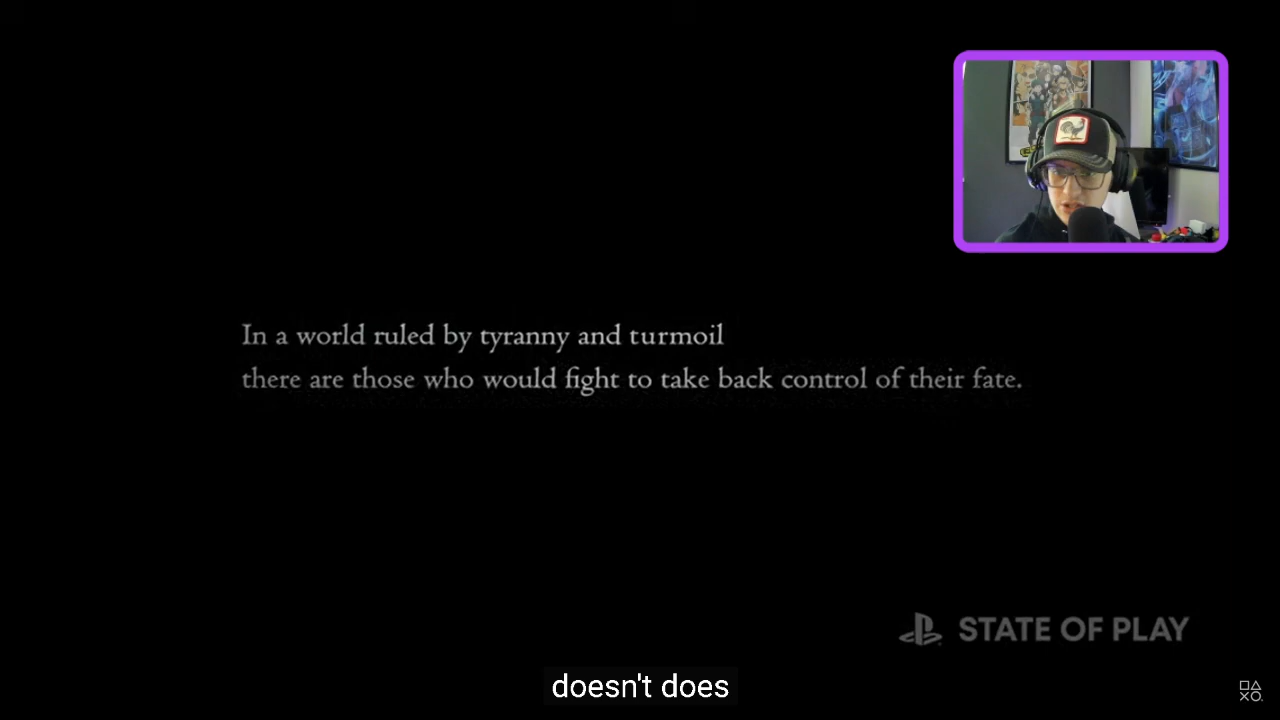 In a world ruled by tyranny and turmoil
there are those who would fight to take back control of their fate.
STATE OF PLAY
doesn't does